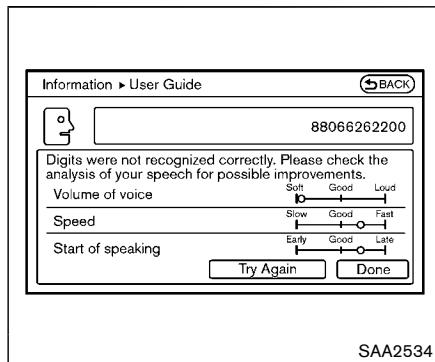 Information ▸ User Guide
BACK
88066262200
Digits were not recognized correctly. Please check the
analysis of your speech for possible improvements.
Volume of voice
Soft Good Loud
Speed
Slow Good Fast
Start of speaking
Early Good Late
Try Again Done
SAA2534